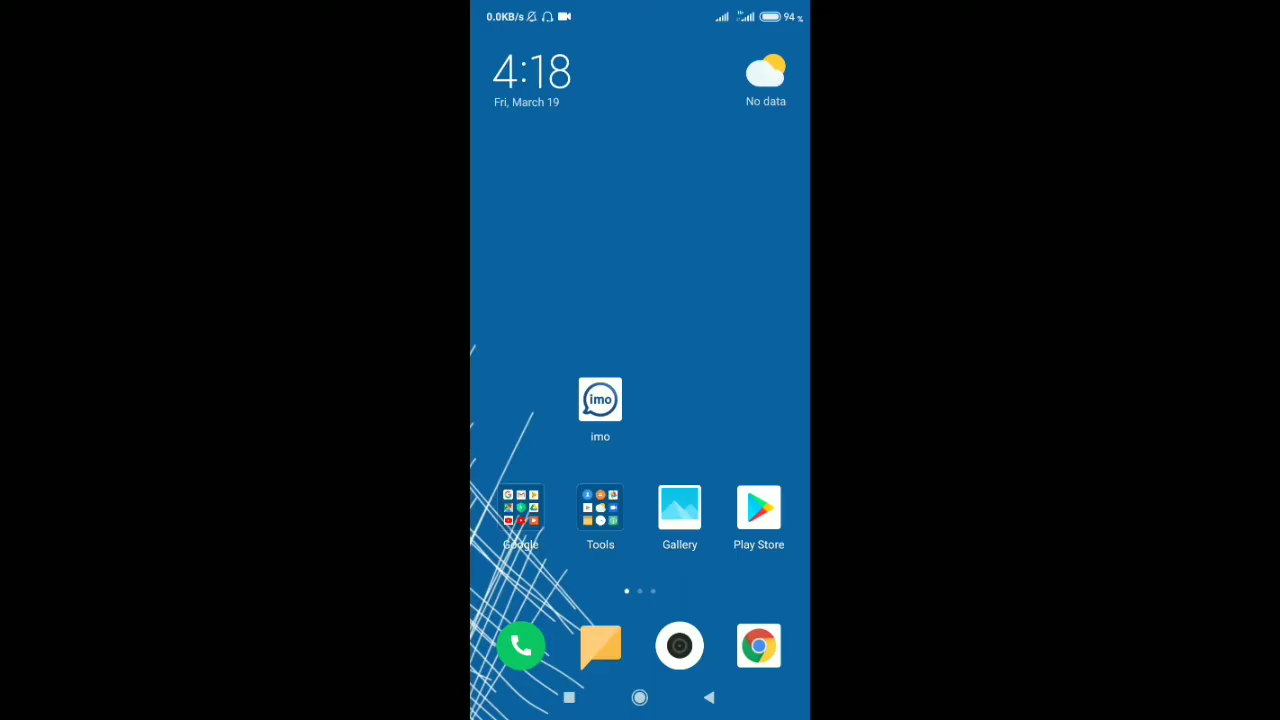 0.0KB/s 94 %
4:18
Fri, March 19
No data
imo
imo
Google Tools Gallery Play Store